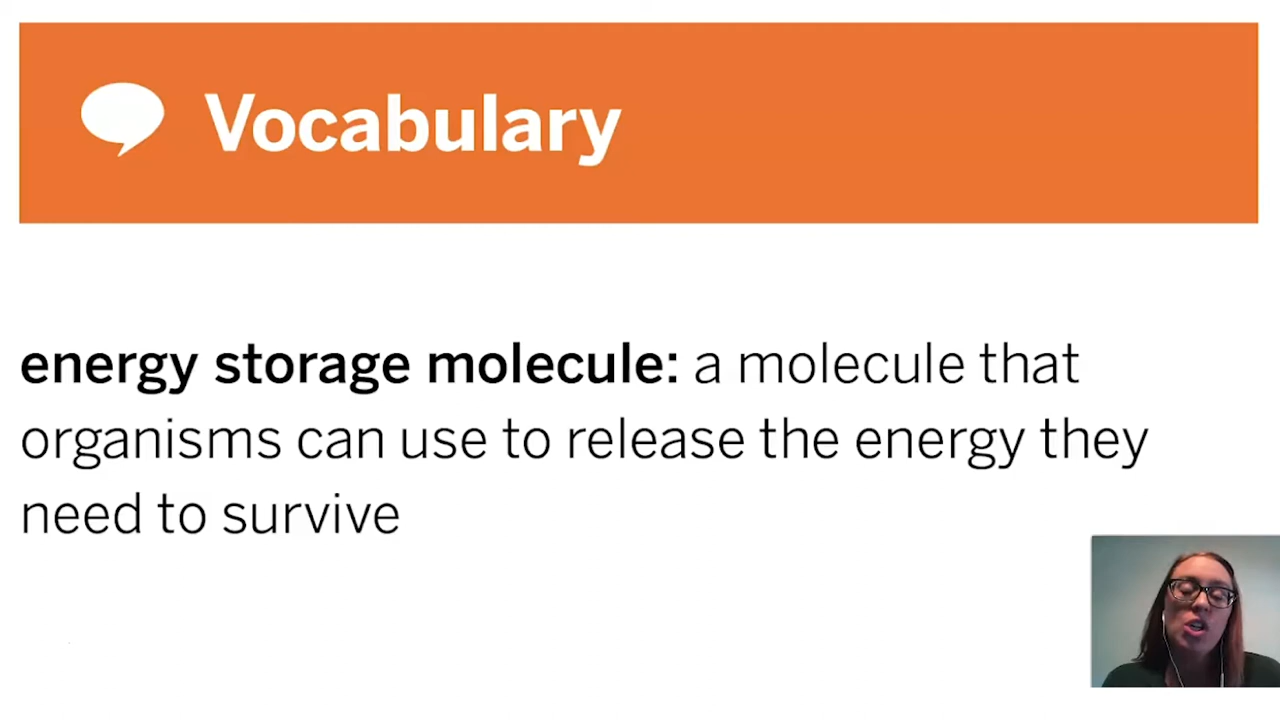 Vocabulary
energy storage molecule: a molecule that
organisms can use to release the energy they
need to survive